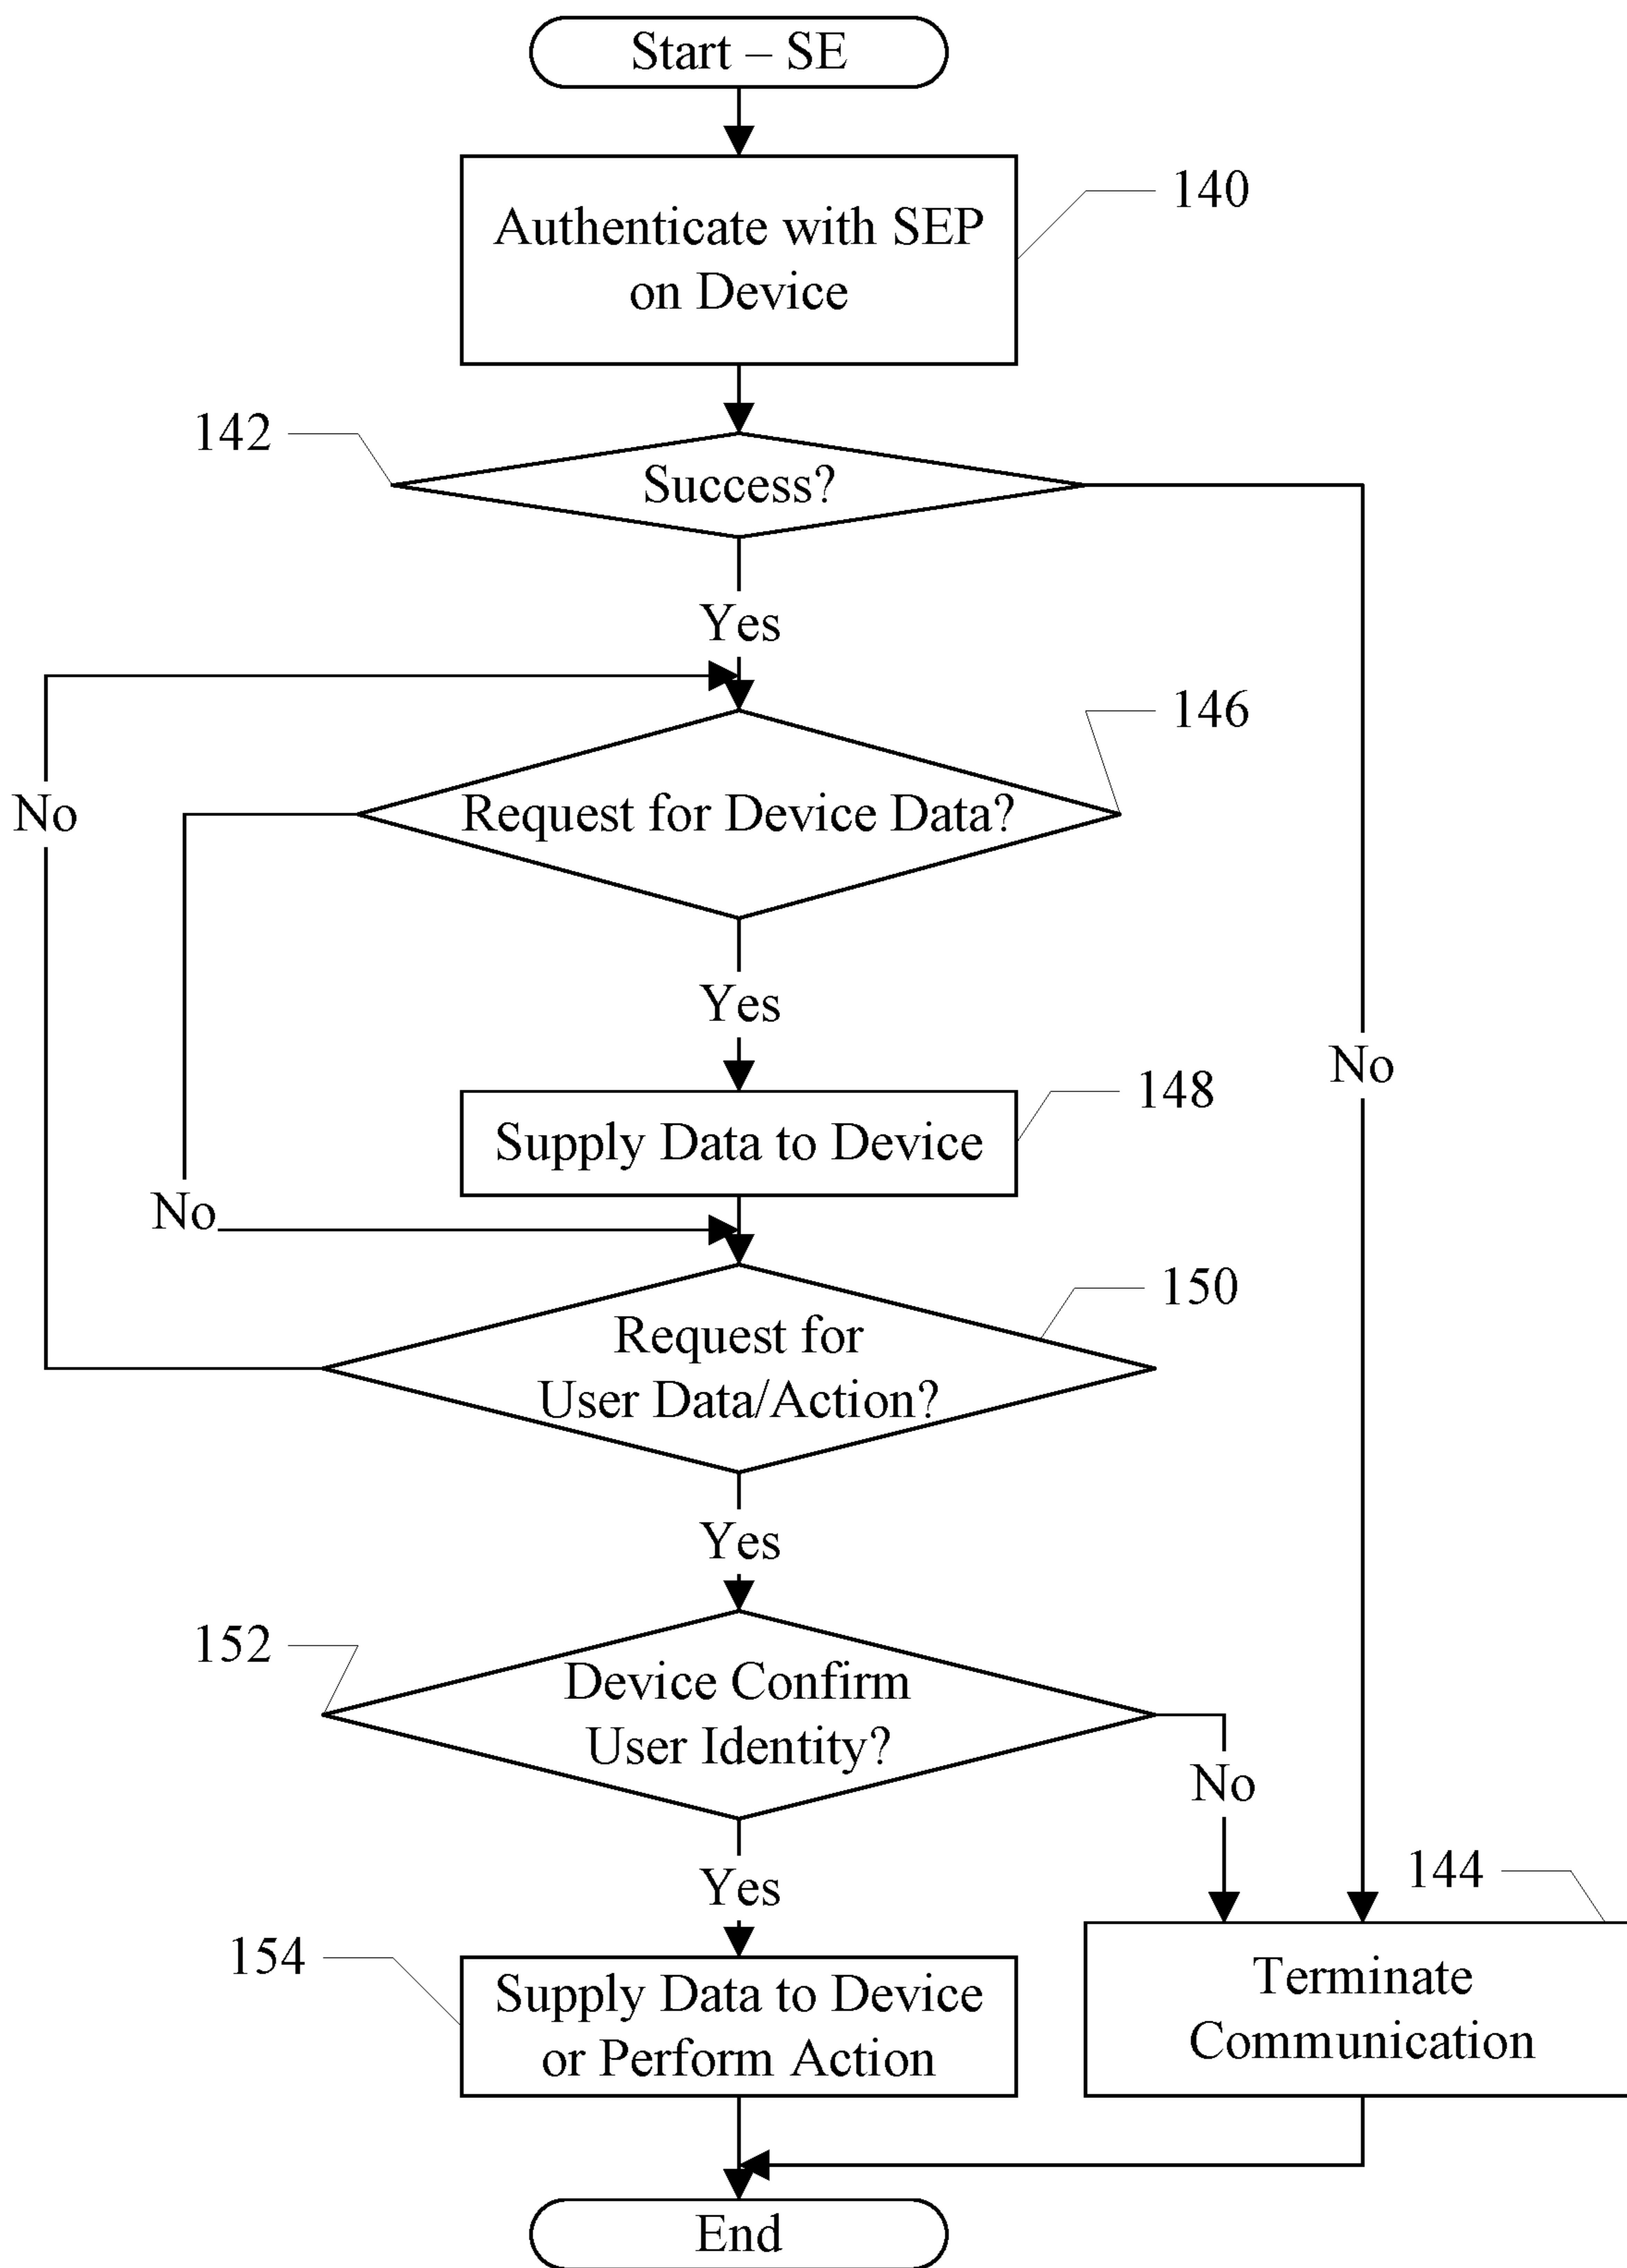 Start – SE
Authenticate with SEP
on Device
140
142
Success?
Yes
146
No
Request for Device Data?
Yes
No
148
Supply Data to Device
No
150
Request for
User Data/Action?
Yes
152
Device Confirm
User Identity?
No
Yes
144
154
Supply Data to Device
or Perform Action
Terminate
Communication
End